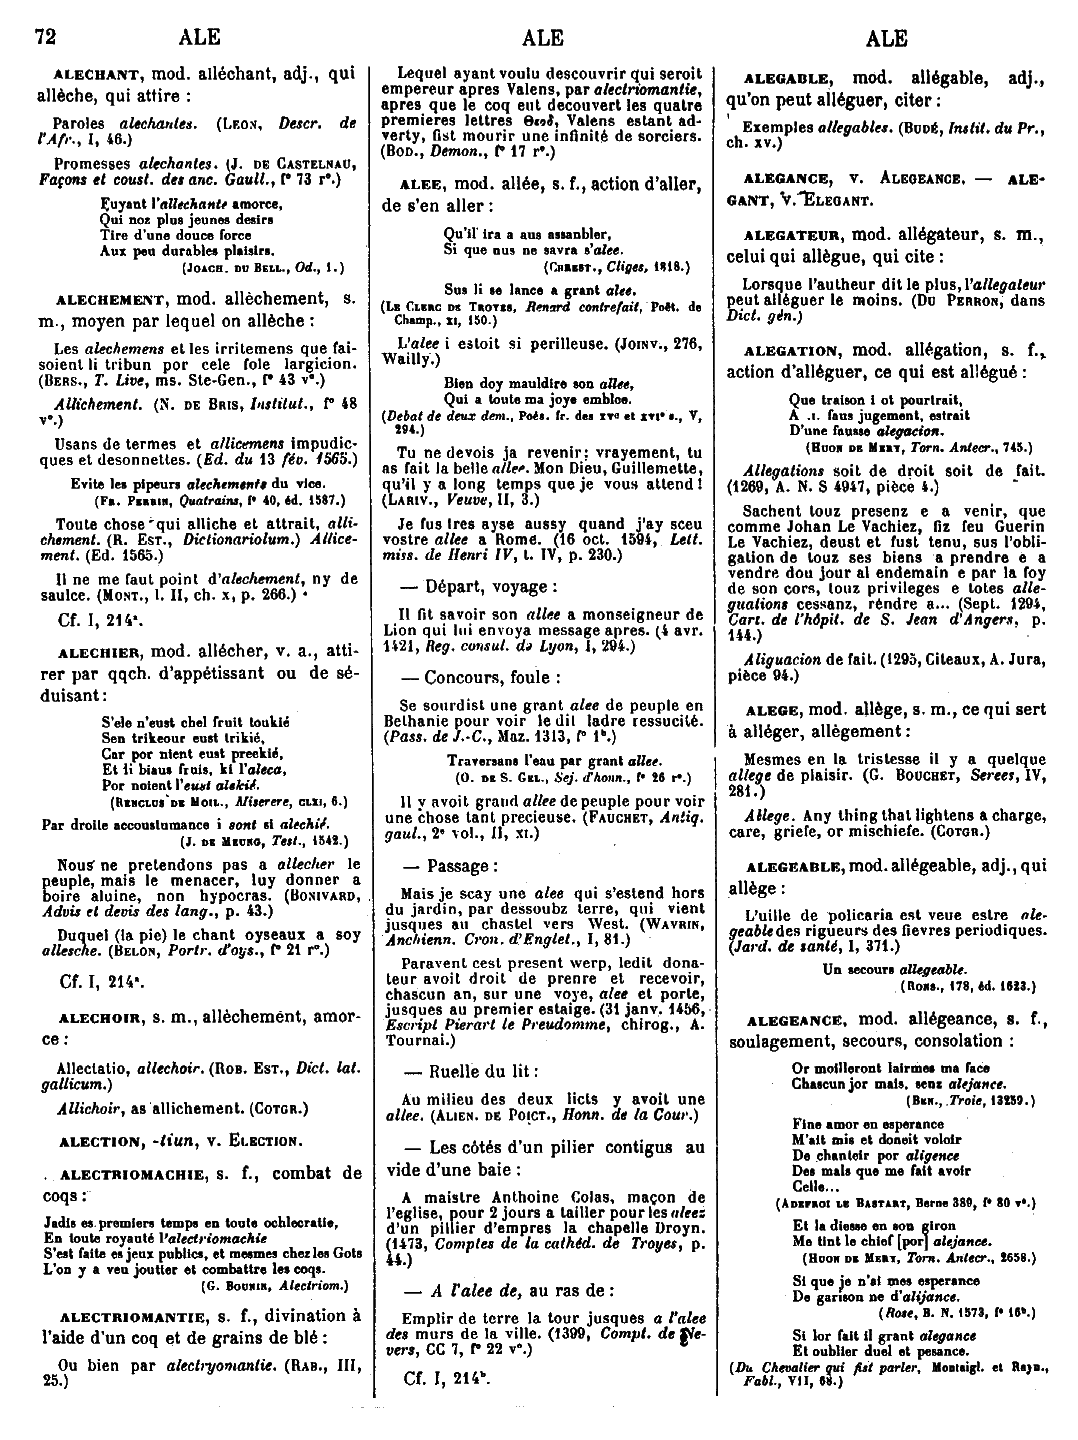 72 ALE ALE ALE
ALECHANT, mod. alléchant, adj., qui
allèche, qui attire :
Paroles alechantes. (LEON, Descr. de
l'Afr., I, 46.)
Promesses alechantes. (J. DE CASTELNAU,
Façons et coust. des anc. Gaull., f° 73 r°.)
Fuyant l'allechante amorce,
Qui noz plus jeunes desirs
Tire d'une douce force
Aux peu durables plaisirs.
(JOACH. DU BELL., Od., 1.)
ALECHEMENT, mod. allèchement, s.
m., moyen par lequel on allèche :
Les alechemens et les irritemens que fai-
soient li tribun por cele fole largicion.
(BERS., T. Live, ms. Ste-Gen., f° 43 v°.)
Allichement. (N. DE BRIS, Institut., f° 48
v°.)
Usans de termes et allicemens impudic-
ques et desonnettes. (Ed. du 13 fév. 1565.)
Evite les pipeurs alechements du vice.
(FR. PERRIN, Quatrains, f° 40, éd. 1587.)
Toute chose qui alliche et attrait, alli-
chement. (R. EST., Dictionariolum.) Allice-
ment. (Ed. 1565.)
Il ne me faut point d'alechement, ny de
saulce. (MONT., l. II, ch. x, p. 266.)
Cf. I, 214ᵃ.
ALECHIER, mod. allécher, v. a., atti-
rer par qqch. d'appétissant ou de sé-
duisant :
S'ele n'eust chel fruit toukié
Sen trikeour eust trikié,
Car por nient eust preekié,
Et li biaus fruis, ki l'aleca,
Por noient l'eust alekié.
(RENCLUS DE MOIL., Miserere, CLXI, 6.)
Par droite accoustumance i sont si alechié.
(J. DE MEUNG, Test., 1542.)
Nous ne pretendons pas a allecher le
peuple, mais le menacer, luy donner a
boire aluine, non hypocras. (BONIVARD,
Advis et devis des lang., p. 43.)
Duquel (la pie) le chant oyseaux a soy
allesche. (BELON, Portr. d'oys., f° 21 r°.)
Cf. I, 214ᵃ.
ALECHOIR, s. m., allèchement, amor-
ce :
Allectatio, allechoir. (ROB. EST., Dict. lat.
gallicum.)
Allichoir, as allichement. (COTGR.)
ALECTION, -tiun, v. ELECTION.
ALECTRIOMACHIE, s. f., combat de
coqs :
Jadis es premiers temps en toute ochlecratie,
En toute royauté l'alectriomachie
S'est faite es jeux publics, et mesmes chez les Gots
L'on y a veu joutter et combattre les coqs.
(G. BOUNIN, Alectriom.)
ALECTRIOMANTIE, s. f., divination à
l'aide d'un coq et de grains de blé :
Ou bien par alectryomantie. (RAB., III,
25.)
Lequel ayant voulu descouvrir qui seroit
empereur apres Valens, par alectriomantie,
apres que le coq eut decouvert les quatre
premieres lettres Θεοδ, Valens estant ad-
verty, fist mourir une infinité de sorciers.
(BOD., Demon., f° 17 r°.)
ALEE, mod. allée, s. f., action d'aller,
de s'en aller :
Qu'il ira a aus assanbler,
Si que nus ne savra s'alee.
(CHREST., Cliges, 1818.)
Sus li se lance a grant alee.
(LE CLERC DE TROYES, Renard contrefait, Poët. de
Champ., XI, 150.)
L'alee i estoit si perilleuse. (JOINV., 276,
Wailly.)
Bien doy mauldire son allee,
Qui a toute ma joye emblee.
(Debat de deux dem., Poés. fr. des XVᵉ et XVIᵉ s., V,
294.)
Tu ne devois ja revenir; vrayement, tu
as fait la belle allee. Mon Dieu, Guillemette,
qu'il y a long temps que je vous attend !
(LARIV., Veuve, II, 3.)
Je fus tres ayse aussy quand j'ay sceu
vostre allee a Rome. (16 oct. 1594, Lett.
miss. de Henri IV, t. IV, p. 230.)
— Départ, voyage :
Il fit savoir son allee a monseigneur de
Lion qui lui envoya message apres. (4 avr.
1421, Reg. consul. de Lyon, I, 294.)
— Concours, foule :
Se sourdist une grant alee de peuple en
Bethanie pour voir le dit ladre ressucité.
(Pass. de J.-C., Maz. 1313, f° 1ᵇ.)
Traversans l'eau par grant allee.
(O. DE S. GEL., Sej. d'honn., f° 26 r°.)
Il y avoit grand allee de peuple pour voir
une chose tant precieuse. (FAUCHET, Antiq.
gaul., 2ᵉ vol., II, XI.)
— Passage :
Mais je scay une alee qui s'estend hors
du jardin, par dessoubz terre, qui vient
jusques au chastel vers West. (WAVRIN,
Anchienn. Cron. d'Englet., I, 81.)
Paravent cest present werp, ledit dona-
teur avoit droit de prenre et recevoir,
chascun an, sur une voye, alee et porte,
jusques au premier estaige. (31 janv. 1456,
Escript Pierart le Preudomme, chirog., A.
Tournai.)
— Ruelle du lit :
Au milieu des deux licts y avoit une
allee. (ALIEN. DE POICT., Honn. de la Cour.)
— Les côtés d'un pilier contigus au
vide d'une baie :
A maistre Anthoine Colas, maçon de
l'eglise, pour 2 jours a tailler pour les aleez
d'un pillier d'empres la chapelle Droyn.
(1473, Comptes de la cathéd. de Troyes, p.
44.)
— A l'alee de, au ras de :
Emplir de terre la tour jusques a l'alee
des murs de la ville. (1399, Compt. de Ne-
vers, CC 7, f° 22 v°.)
Cf. I, 214ᵇ.
ALEGABLE, mod. allégable, adj.,
qu'on peut alléguer, citer :
Exemples allegables. (BUDÉ, Instit. du Pr.,
ch. XV.)
ALEGANCE, v. ALEGEANCE. — ALE-
GANT, v. ELEGANT.
ALEGATEUR, mod. allégateur, s. m.,
celui qui allègue, qui cite :
Lorsque l'autheur dit le plus, l'allegateur
peut alléguer le moins. (DU PERRON, dans
Dict. gén.)
ALEGATION, mod. allégation, s. f.,
action d'alléguer, ce qui est allégué :
Que traison i ot pourtrait,
A .I. faus jugement, estrait
D'une fausse alegacion.
(HUON DE MERY, Torn. Antecr., 745.)
Allegations soit de droit soit de fait.
(1269, A. N. S 4947, pièce 4.)
Sachent touz presenz e a venir, que
comme Johan Le Vachiez, fiz feu Guerin
Le Vachiez, deust et fust tenu, sus l'obli-
gation de touz ses biens a prendre e a
vendre dou jour al endemain e par la foy
de son cors, touz privileges e totes alle-
guations cessanz, rendre a... (Sept. 1294,
Cart. de l'hôpit. de S. Jean d'Angers, p.
144.)
Aliguacion de fait. (1295, Citeaux, A. Jura,
pièce 94.)
ALEGE, mod. allège, s. m., ce qui sert
à alléger, allègement :
Mesmes en la tristesse il y a quelque
allege de plaisir. (G. BOUCHET, Serees, IV,
281.)
Allege. Any thing that lightens a charge,
care, griefe, or mischiefe. (COTGR.)
ALEGEABLE, mod. allégeable, adj., qui
allège :
L'uille de policaria est veue estre ale-
geable des rigueurs des fievres periodiques.
(Jard. de santé, I, 371.)
Un secours allegeable.
(RONS., 178, éd. 1623.)
ALEGEANCE, mod. allégeance, s. f.,
soulagement, secours, consolation :
Or moilleront lairmes ma face
Chascun jor mais, senz alejance.
(BEN., Troie, 13259.)
Fine amor en esperance
M'ait mis et doneit voloir
De chanteir por aligence
Des mals que me fait avoir
Celle...
(ADEFROI LE BASTART, Berne 389, f° 80 v°.)
Et la diesse en son giron
Me tint le chief [por] alejance.
(HUON DE MERY, Torn. Antecr., 2658.)
Si que je n'ai mes esperance
De garison ne d'alijance.
(Rose, B. N. 1573, f° 16ᵇ.)
Si lor fait il grant alegance
Et oublier duel et pesance.
(Du Chevalier qui fist parler, Montaigl. et Rayn.,
Fabl., VII, 68.)